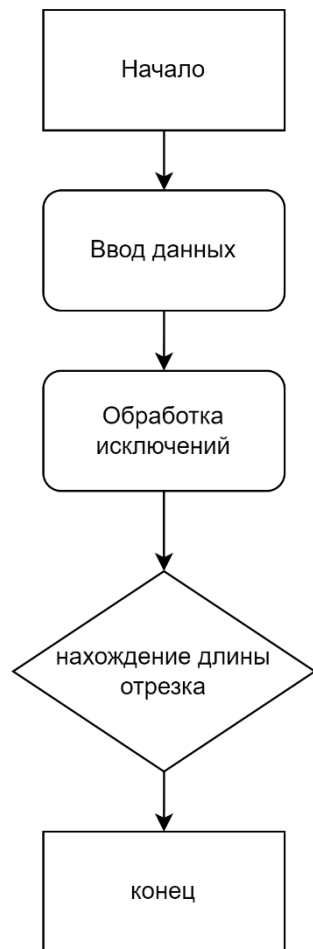 Начало
Ввод данных
Обработка
исключений
нахождение длины
отрезка
конец